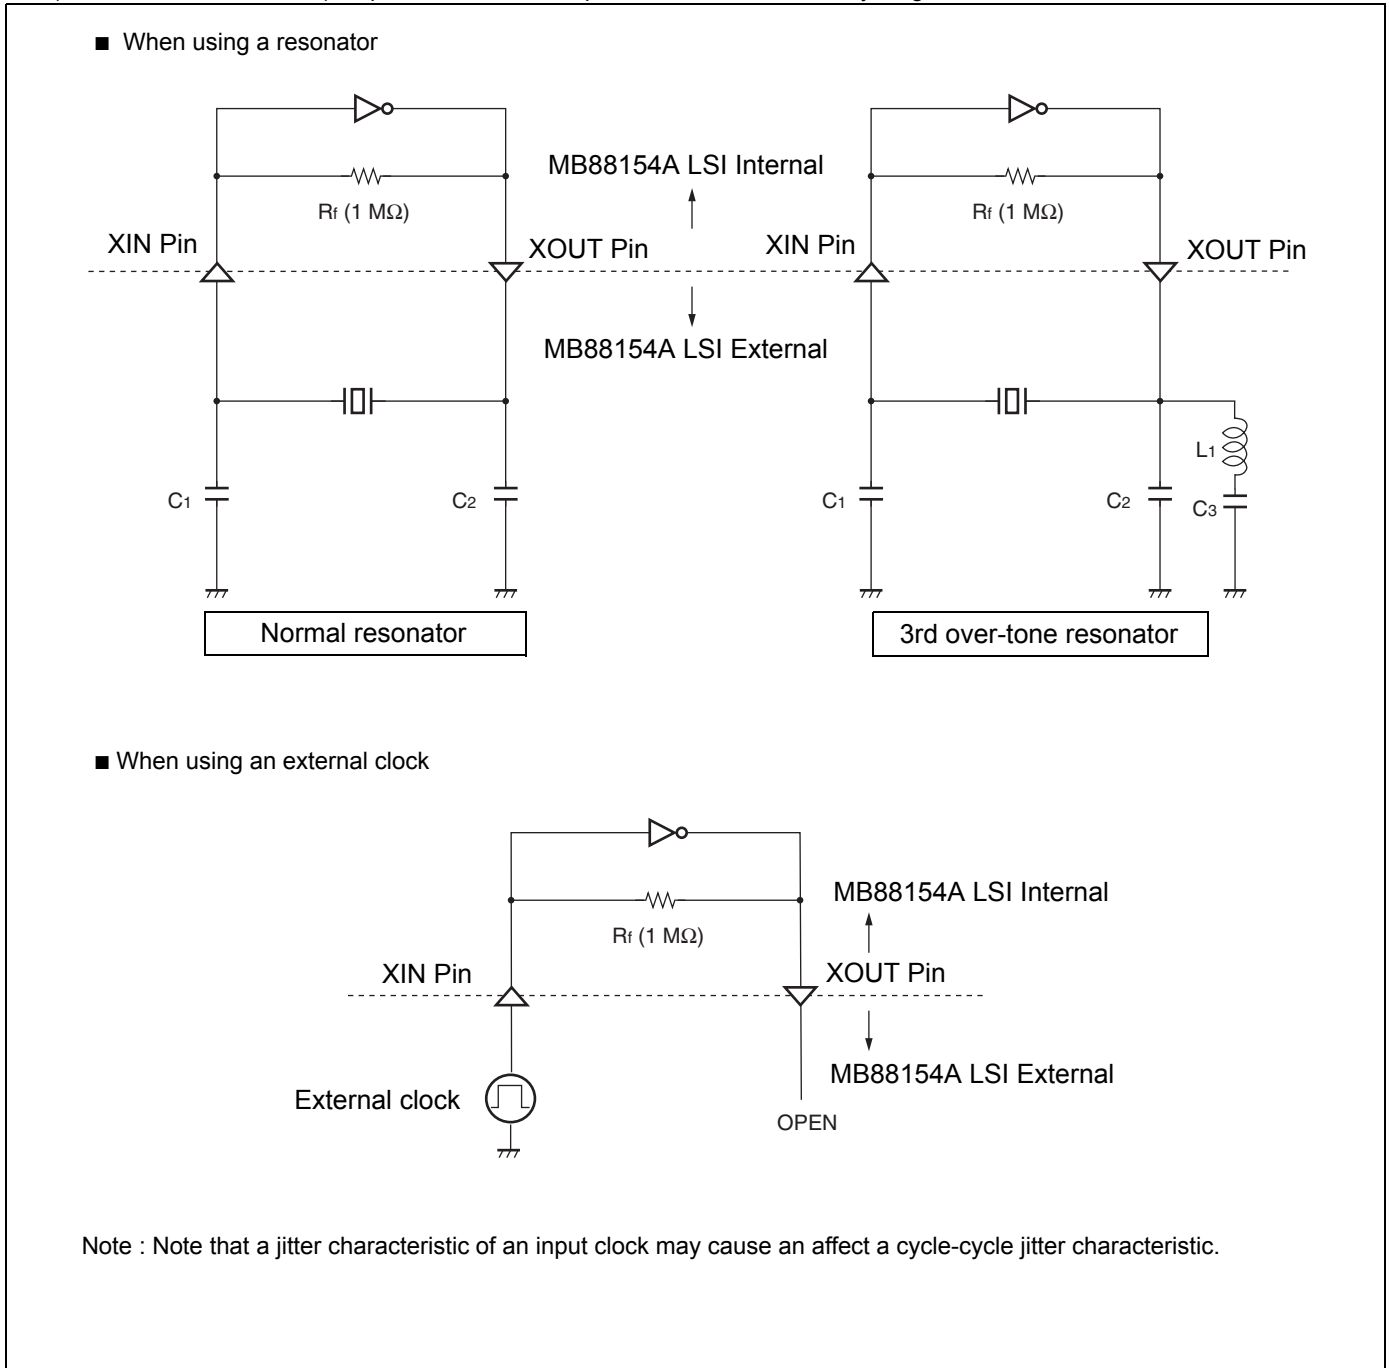 ■ When using a resonator
MB88154A LSI Internal
Rf (1 MΩ)
Rf (1 MΩ)
XIN Pin
XOUT Pin
XIN Pin
XOUT Pin
MB88154A LSI External
L1
C1
C2
C1
C2
C3
Normal resonator
3rd over-tone resonator
■ When using an external clock
MB88154A LSI Internal
Rf (1 MΩ)
XIN Pin
XOUT Pin
MB88154A LSI External
External clock
OPEN
Note : Note that a jitter characteristic of an input clock may cause an affect a cycle-cycle jitter characteristic.